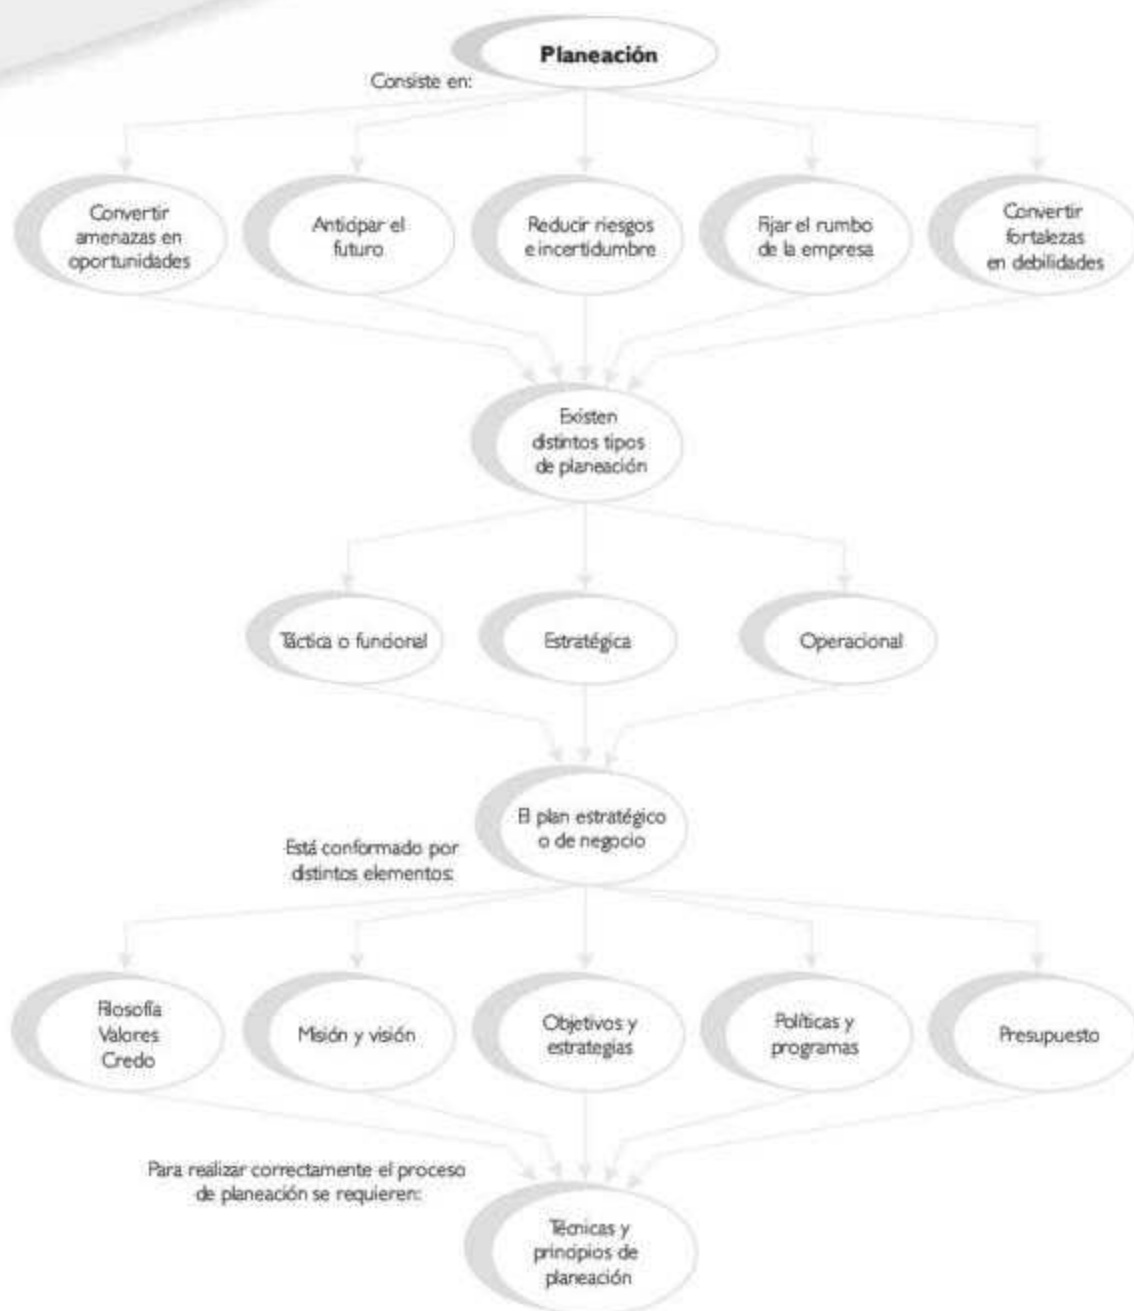 Planeación
Consiste en:
Convertir
amenazas en
oportunidades
Anticipar el
futuro
Reducir riesgos
e incertidumbre
Fijar el rumbo
de la empresa
Convertir
fortalezas
en debilidades
Existen
distintos tipos
de planeación
Táctica o funcional
Estratégica
Operacional
El plan estratégico
o de negocio
Está conformado por
distintos elementos:
Filosofía
Valores
Credo
Misión y visión
Objetivos y
estrategias
Políticas y
programas
Presupuesto
Para realizar correctamente el proceso
de planeación se requieren:
Técnicas y
principios de
planeación